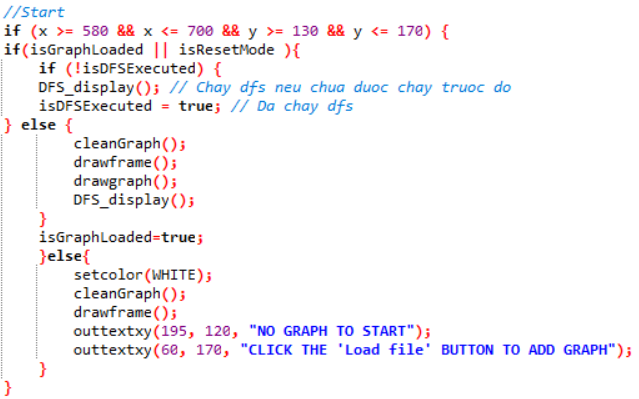 //Start
if (x >= 580 && x <= 700 && y >= 130 && y <= 170) {
if(isGraphLoaded || isResetMode ){
if (!isDFSExecuted) {
DFS_display(); // Chay dfs neu chua duoc chay truoc do
isDFSExecuted = true; // Da chay dfs
} else {
cleanGraph();
drawframe();
drawgraph();
DFS_display();
}
isGraphLoaded=true;
}else{
setcolor(WHITE);
cleanGraph();
drawframe();
outtextxy(195, 120, "NO GRAPH TO START");
outtextxy(60, 170, "CLICK THE 'Load file' BUTTON TO ADD GRAPH");
}
}